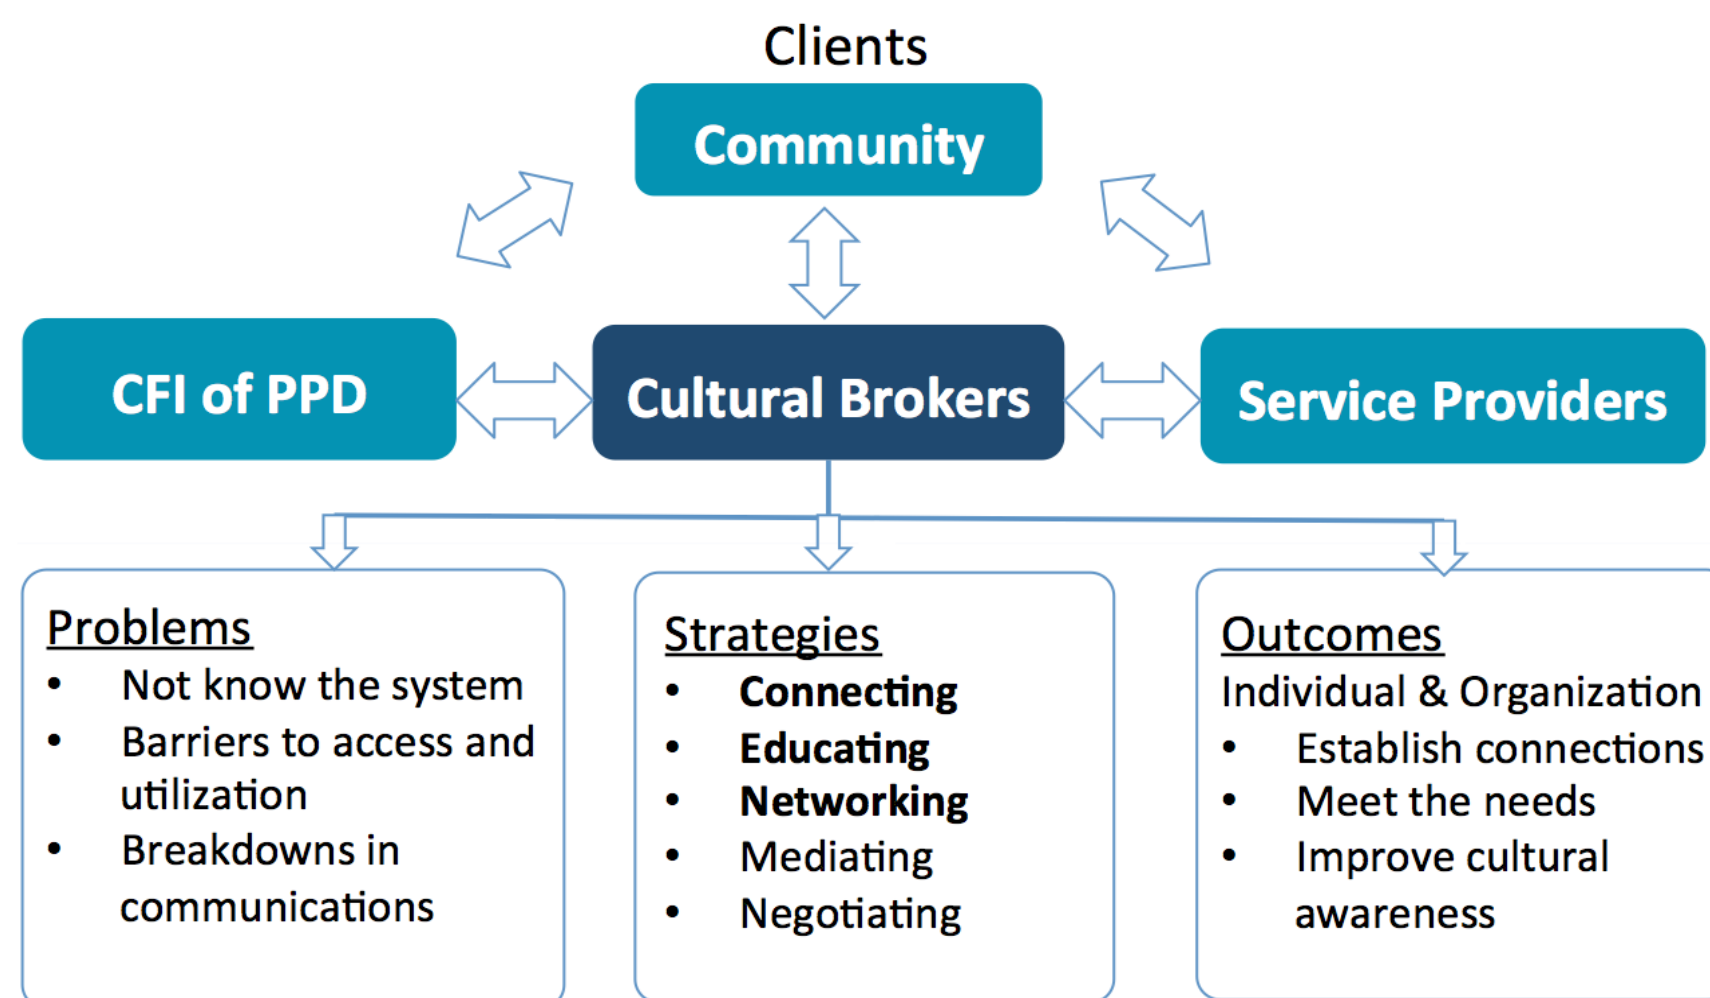 Clients
Community
CFI of PPD
Cultural Brokers
Service Providers
Problems
• Not know the system
• Barriers to access and
utilization
• Breakdowns in
communications
Strategies
• Connecting
• Educating
• Networking
• Mediating
• Negotiating
Outcomes
Individual & Organization
• Establish connections
• Meet the needs
• Improve cultural
awareness